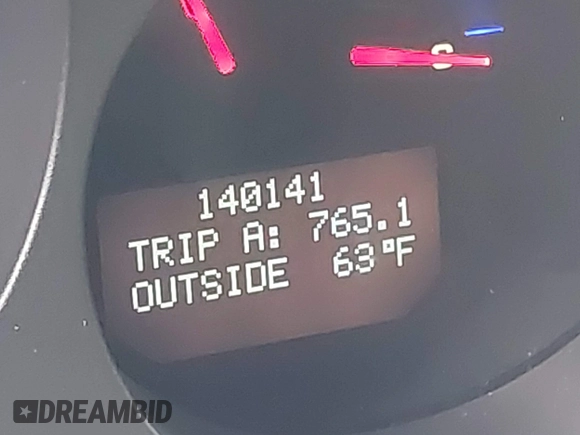 C
140141
TRIP A: 765.1
OUTSIDE 63°F
DREAMBID